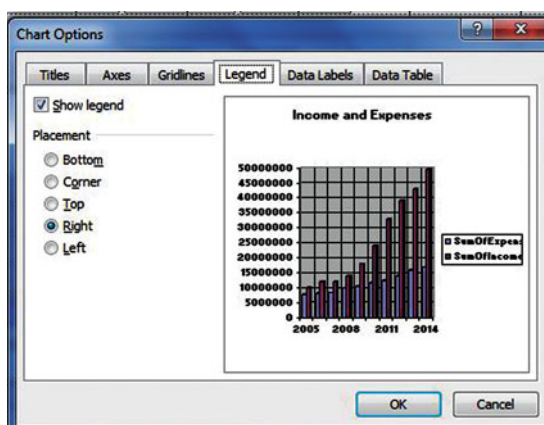 Chart Options
Titles Axes Gridlines Legend Data Labels Data Table
Show legend
Placement
Bottom
Corner
Top
Right
Left
Income and Expenses
50000000
45000000
40000000
35000000
30000000
25000000
20000000
15000000
10000000
5000000
0
2005 2008 2011 2014
SumOfExpens
SumOfIncome
OK Cancel